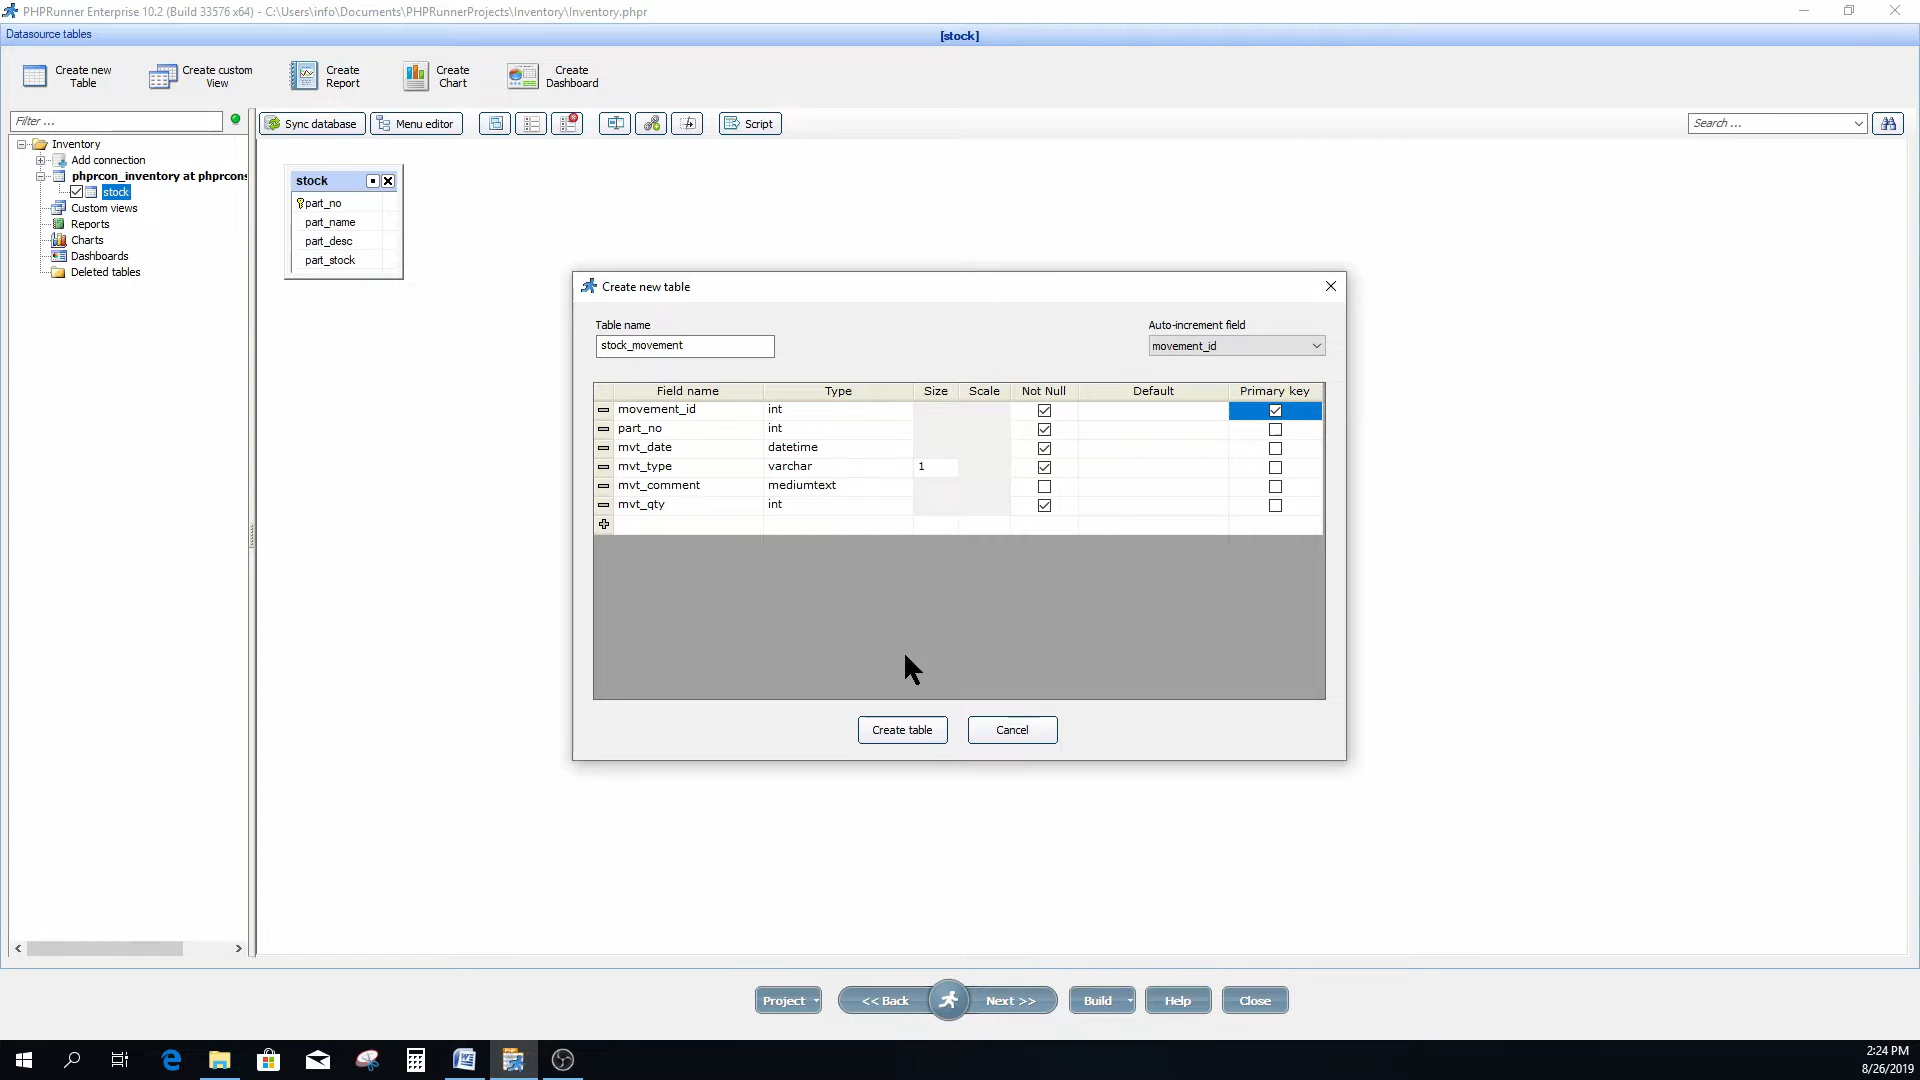 PHPRunner Enterprise 10.2 (Build 33576 x64) - C:\Users\info\Documents\PHPRunnerProjects\Inventory\Inventory.phpr
Datasource tables
[stock]
Create new Table
Create custom View
Create Report
Create Chart
Create Dashboard
Filter ...
Sync database
Menu editor
Script
Search ...
Inventory
Add connection
phprcon_inventory at phprcons
stock
Custom views
Reports
Charts
Dashboards
Deleted tables
stock
part_no
part_name
part_desc
part_stock
Create new table
Table name
Auto-increment field
stock_movement
movement_id
Field name Type Size Scale Not Null Default Primary key
movement_id int
part_no int
mvt_date datetime
mvt_type varchar 1
mvt_comment mediumtext
mvt_qty int
Create table
Cancel
Project
<< Back
Next >>
Build
Help
Close
2:24 PM
8/26/2019